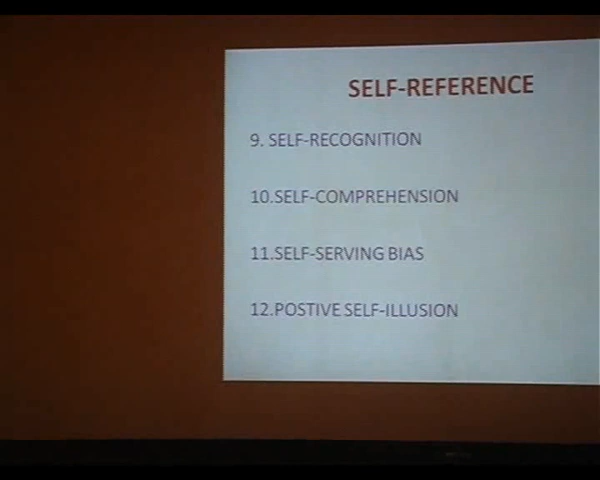 SELF-REFERENCE
9. SELF-RECOGNITION
10.SELF-COMPREHENSION
11.SELF-SERVING BIAS
12.POSTIVE SELF-ILLUSION